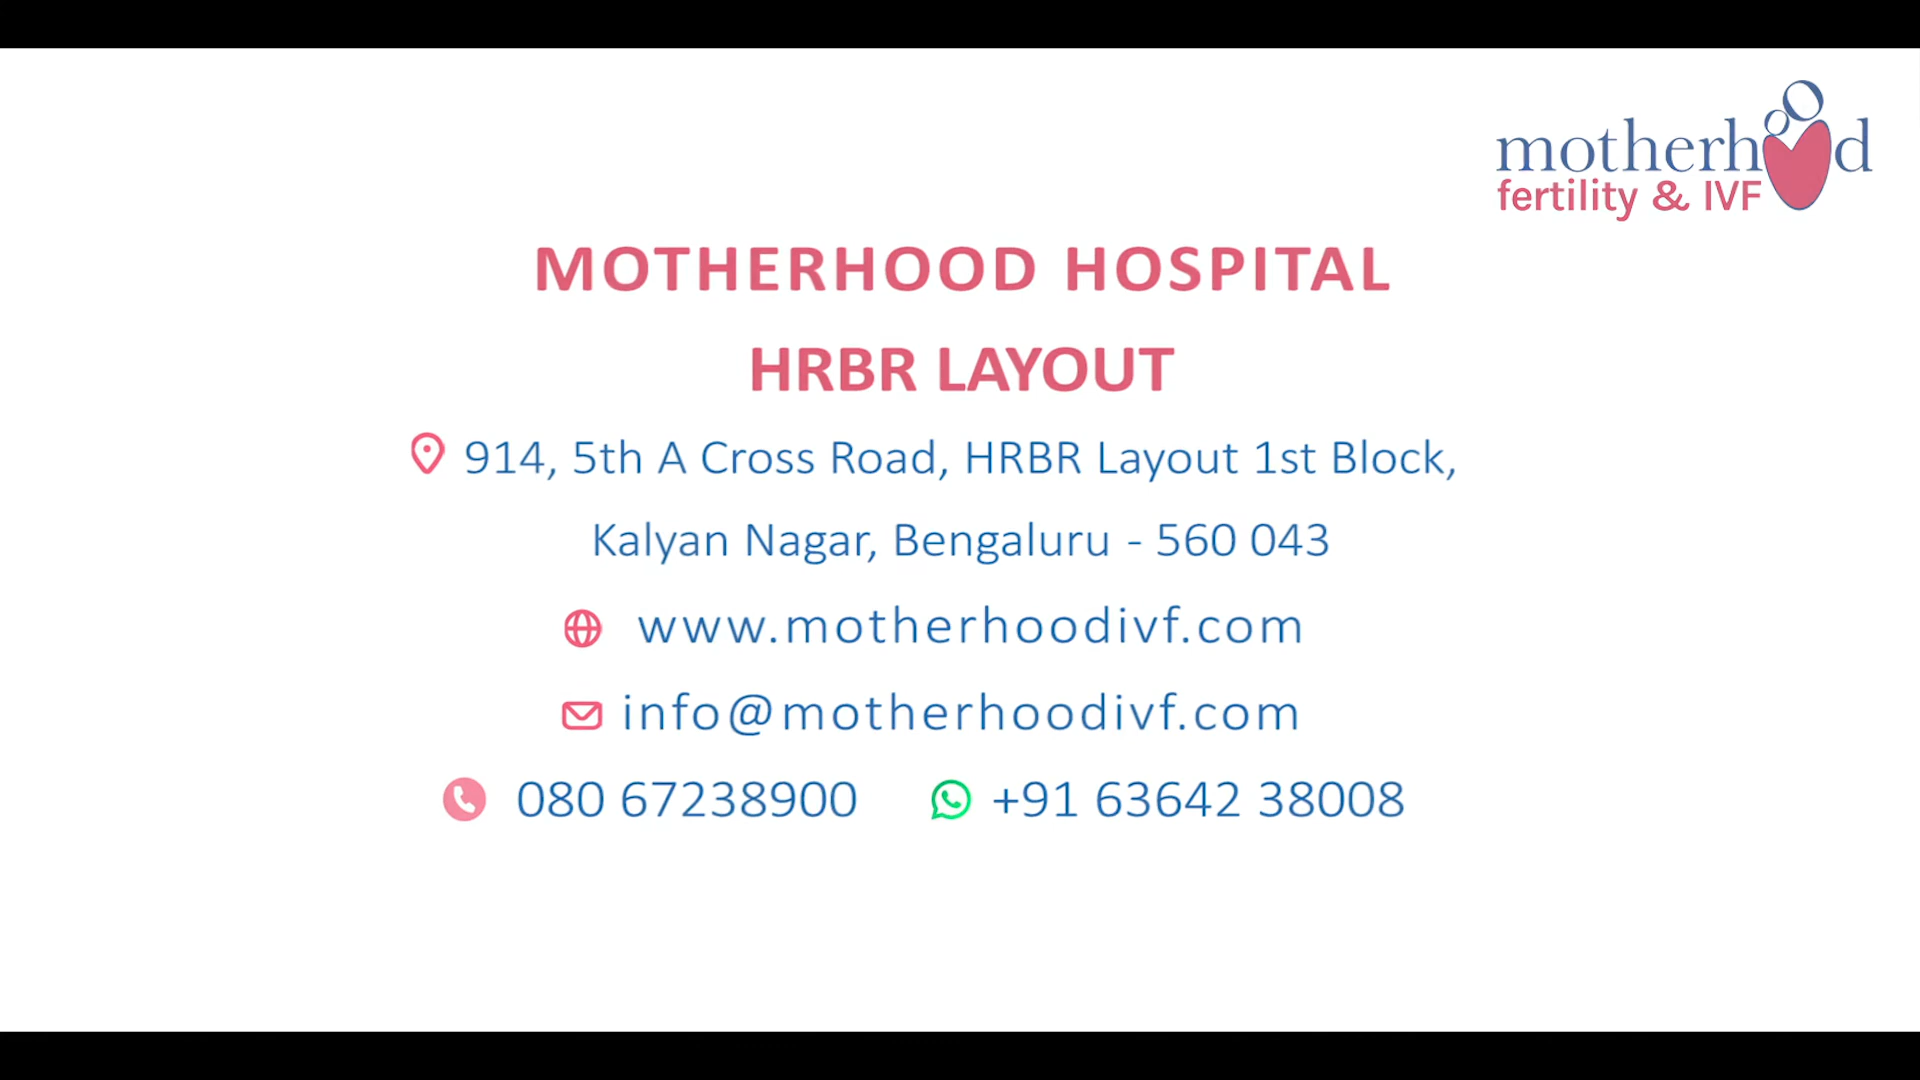 motherhood
fertility & IVF
MOTHERHOOD HOSPITAL
HRBR LAYOUT
914, 5th A Cross Road, HRBR Layout 1st Block,
Kalyan Nagar, Bengaluru - 560 043
www.motherhoodivf.com
info@motherhoodivf.com
080 67238900 +91 63642 38008